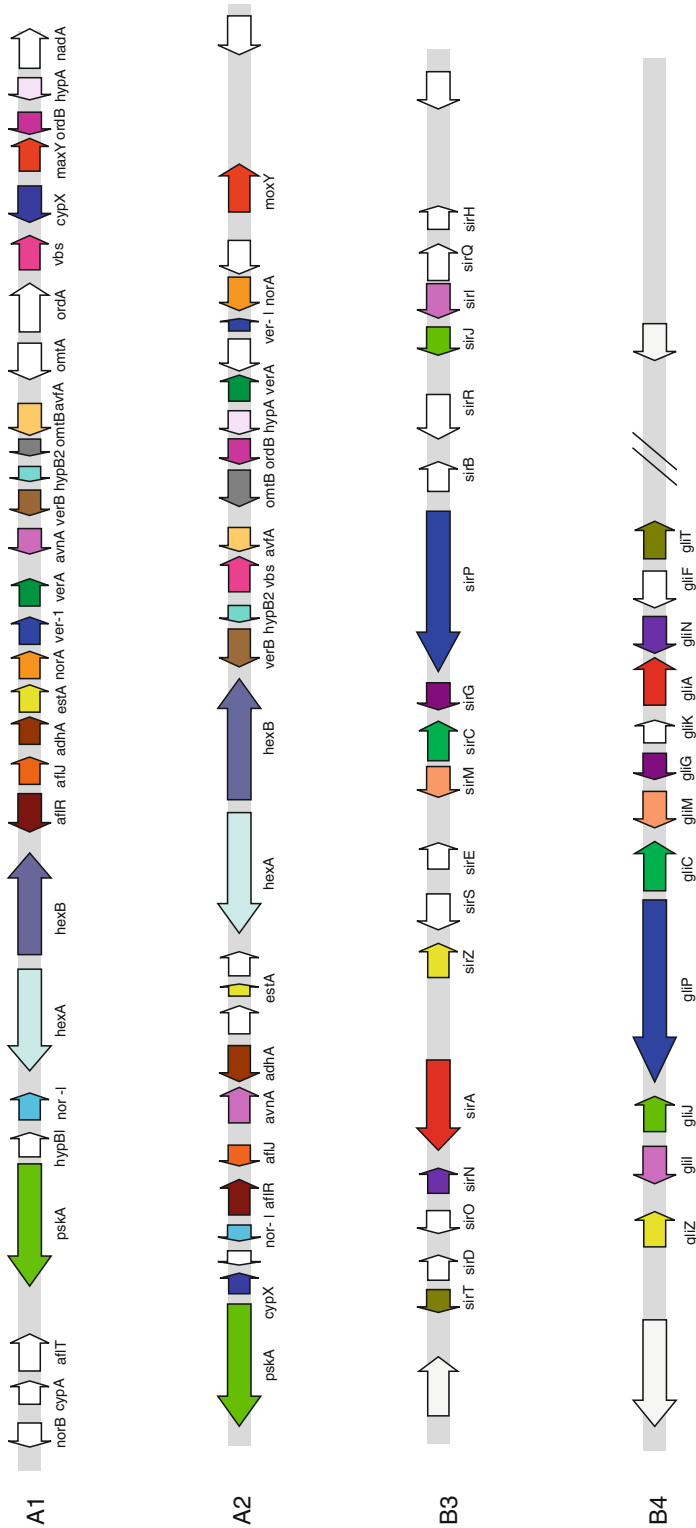 A1
norB cypA aflT pskA hypBI nor -I hexA hexB aflR aflJ adhA estA norA ver-1 verA avnA verB hypB2 omtBavfA omtA ordA vbs cypX maxY ordB hypA nadA
A2
pskA cypX nor- I aflR aflJ avnA adhA estA hexA hexB verB hypB2 vbs avfA omtB ordB hypA verA ver- I norA moxY
B3
sirT sirD sirO sirN sirA sirZ sirS sirE sirM sirC sirG sirP sirB sirR sirJ sirI sirQ sirH
B4
gliZ gliI gliJ gliP gliC gliM gliG gliK gliA gliN gliF gliT